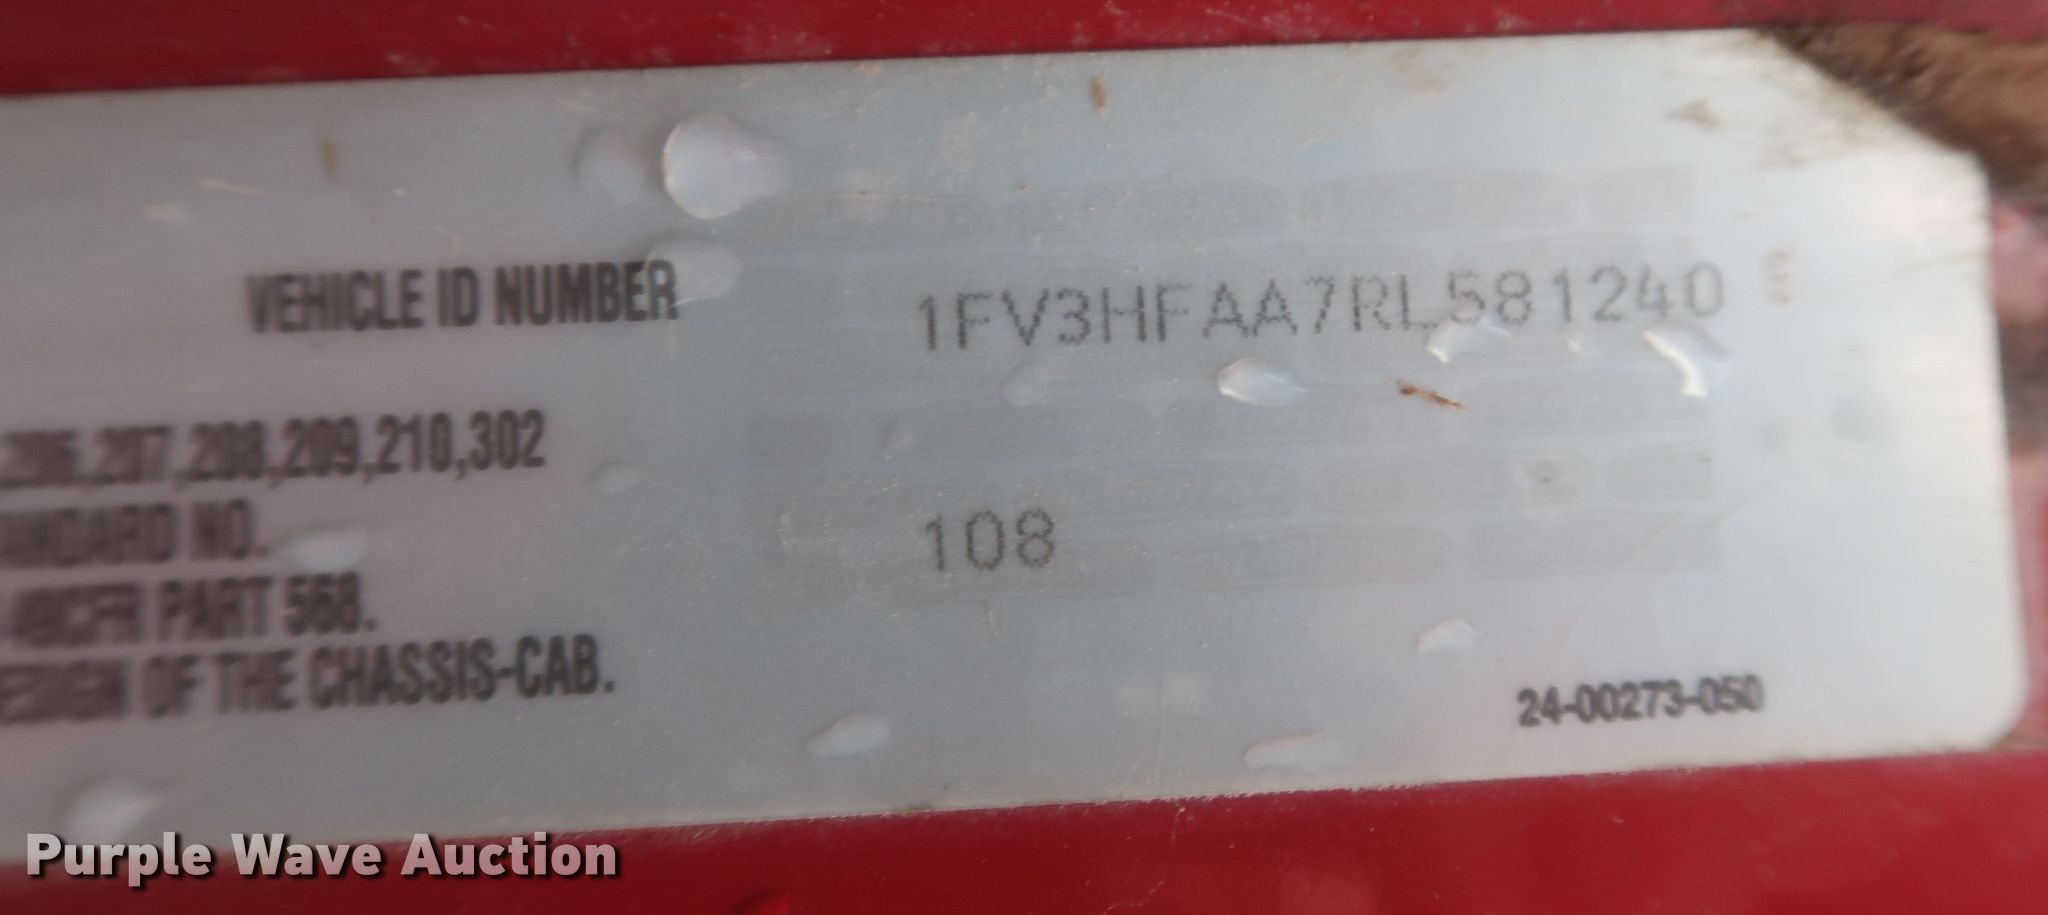 VEHICLE ID NUMBER 1FV3HFAA7RL581240
,206,207,208,209,210,302
ANDARD NO. 108
49CFR PART 568.
ESIGN OF THE CHASSIS-CAB.
24-00273-050
Purple Wave Auction